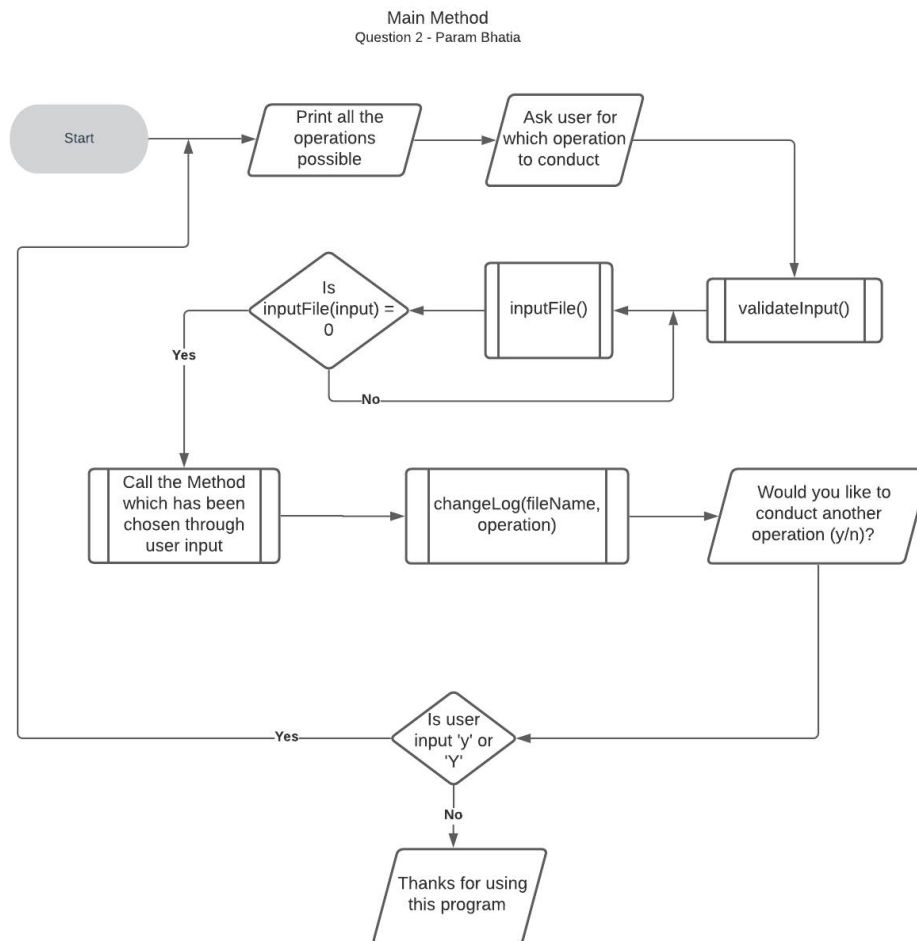 Main Method
Question 2 - Param Bhatia
Start
Print all the
operations
possible
Ask user for
which operation
to conduct
validateInput()
inputFile()
Is
inputFile(input) =
0
Yes
No
Call the Method
which has been
chosen through
user input
changeLog(fileName,
operation)
Would you like to
conduct another
operation (y/n)?
Is user
input 'y' or
'Y'
Yes
No
Thanks for using
this program